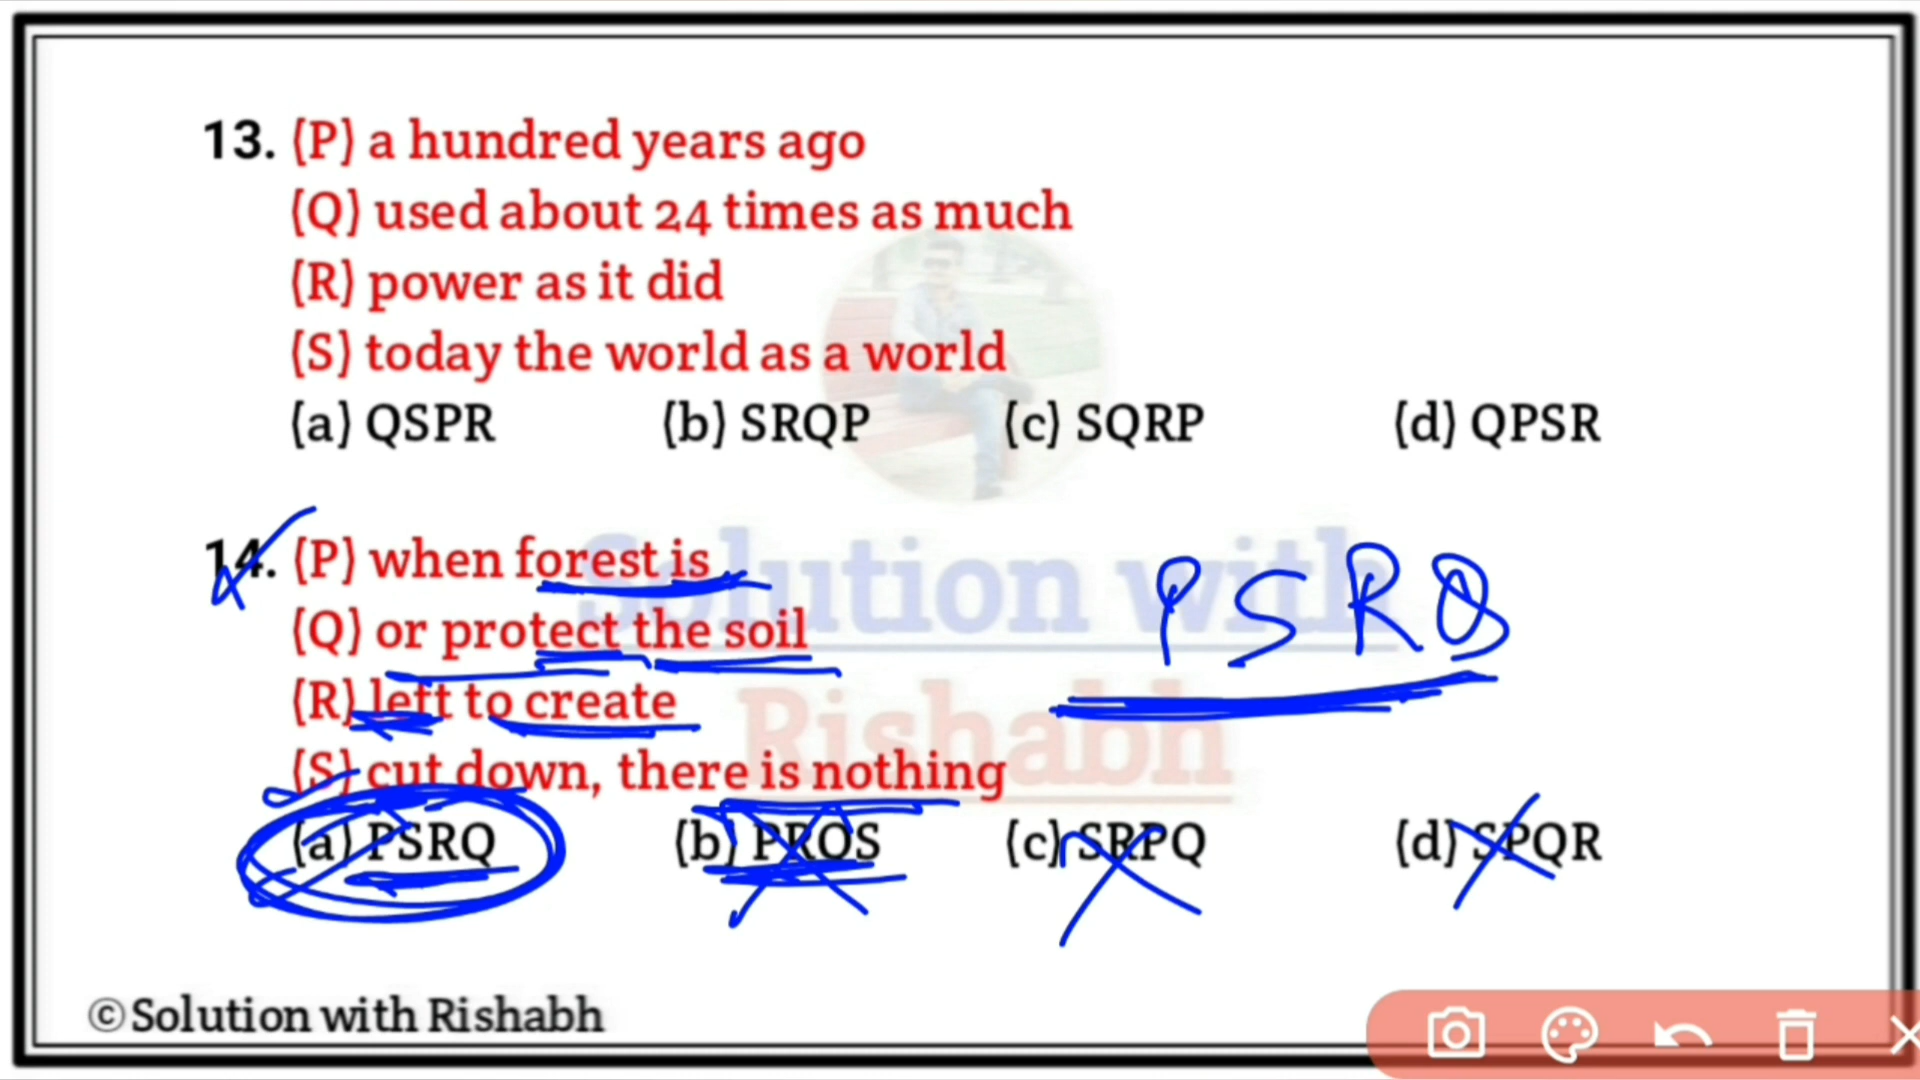 13. (P) a hundred years ago
(Q) used about 24 times as much
(R) power as it did
(S) today the world as a world
(a) QSPR (b) SRQP (c) SQRP (d) QPSR
Solution with
14. (P) when forest is
P S R Q
(Q) or protect the soil
(R) left to create
Rishabh
(S) cut down, there is nothing
(a) PSRQ (b) PRQS (c) SRPQ (d) SPQR
©Solution with Rishabh